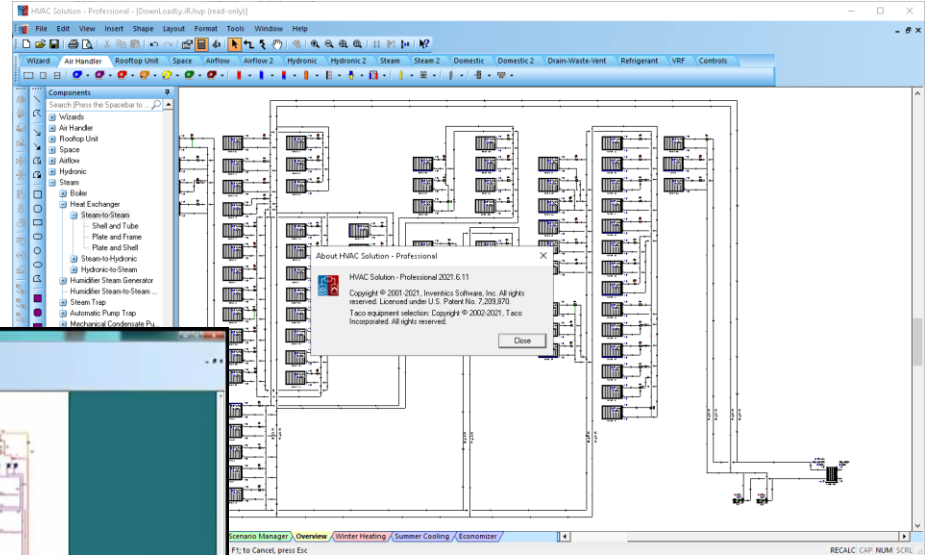 HVAC Solution - Professional - [DownLoadLy.iR.hvp (read-only)]
File Edit View Insert Shape Layout Format Tools Window Help
Wizard Air Handler Rooftop Unit Space Airflow Airflow 2 Hydronic Hydronic 2 Steam Steam 2 Domestic Domestic 2 Drain-Waste-Vent Refrigerant VRF Controls
Components
Search (Press the Spacebar to ...
Wizards
Air Handler
Rooftop Unit
Space
Airflow
Hydronic
Steam
Boiler
Heat Exchanger
Steam-to-Steam
Shell and Tube
Plate and Frame
Plate and Shell
Steam-to-Hydronic
Hydronic-to-Steam
Humidifier Steam Generator
Humidifier Steam-to-Steam ...
Steam Trap
Automatic Pump Trap
Mechanical Condensate Pu...
About HVAC Solution - Professional
HVAC Solution - Professional 2021.6.11
Copyright © 2001-2021, Inventrics Software, Inc. All rights
reserved. Licensed under U.S. Patent No. 7,209,870.
Taco equipment selection: Copyright © 2002-2021, Taco
Incorporated. All rights reserved.
Close
Scenario Manager Overview Winter Heating Summer Cooling Economizer
F1; to Cancel, press Esc
RECALC CAP NUM SCRL